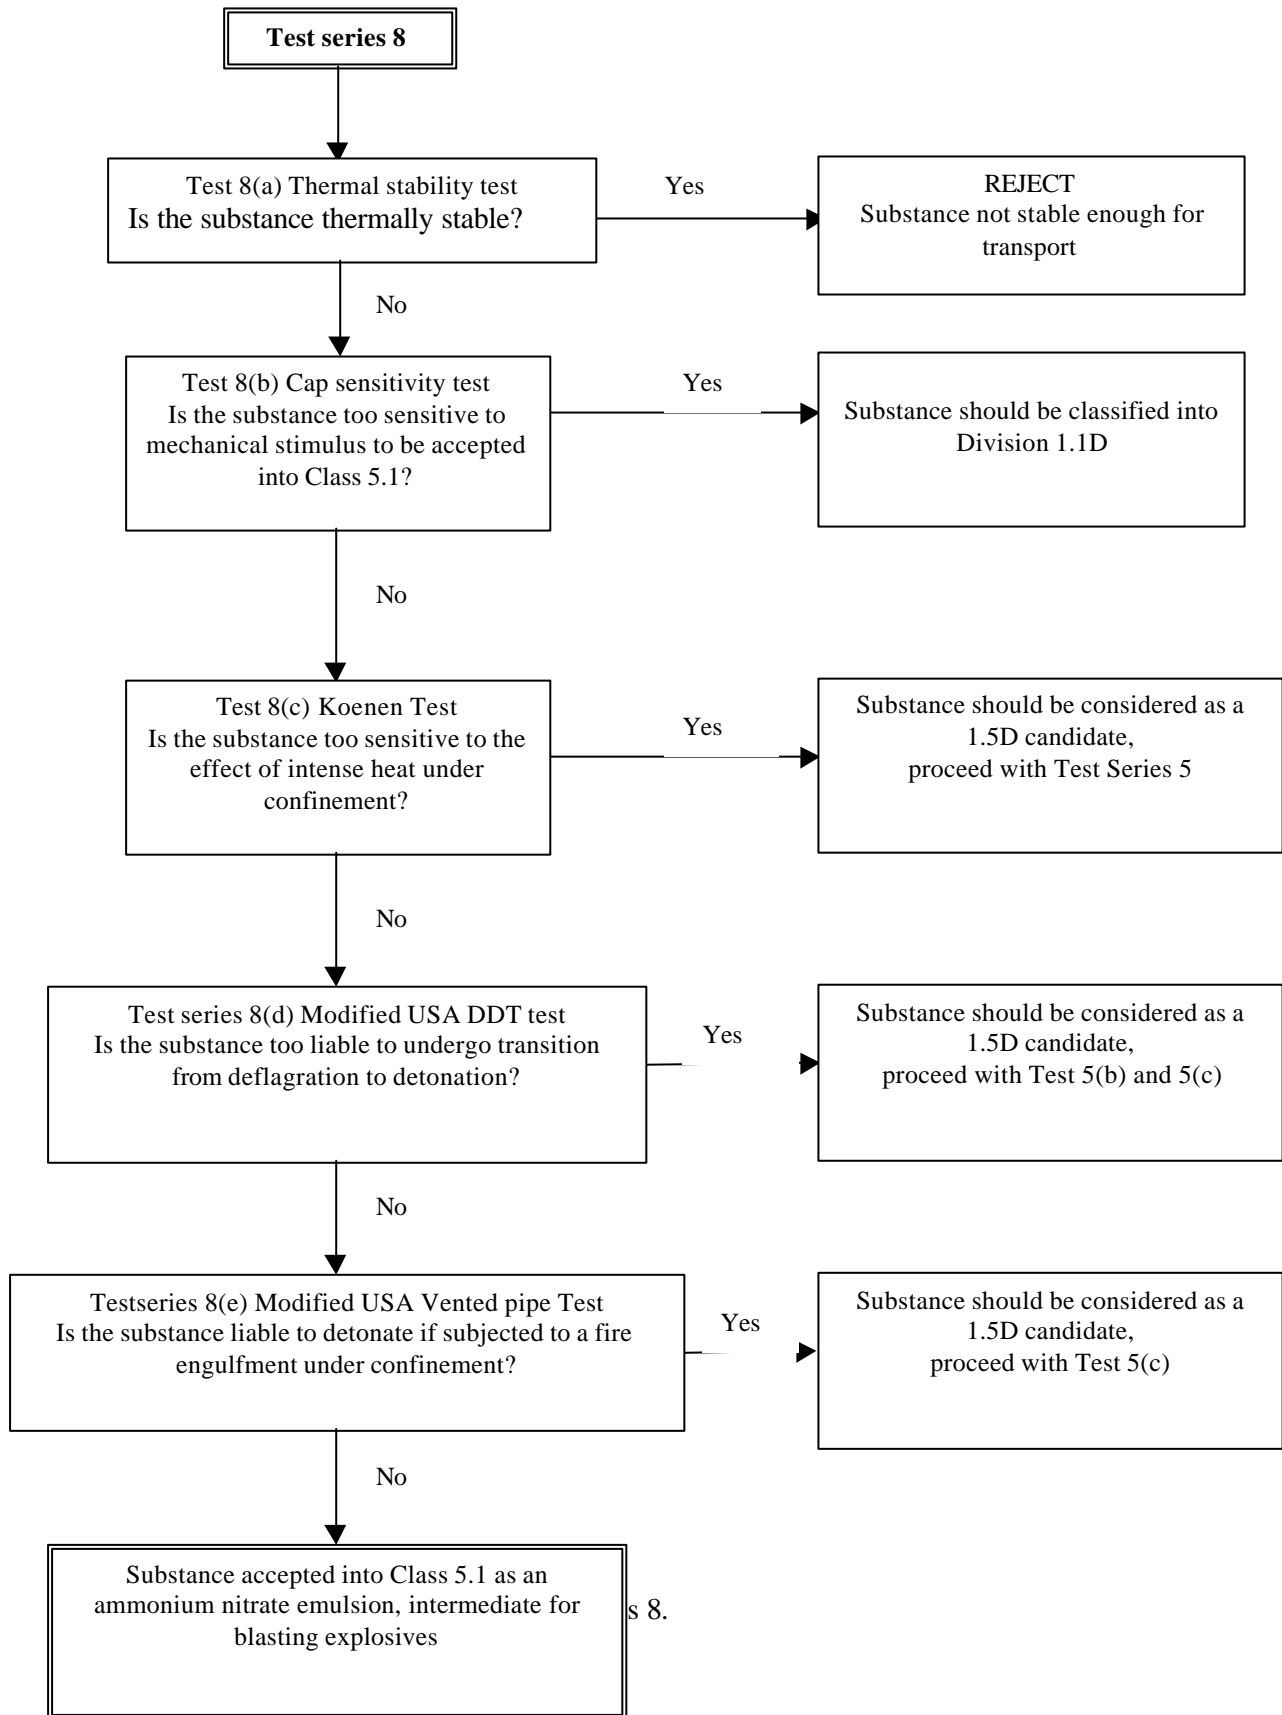 Test series 8
Test 8(a) Thermal stability test
Is the substance thermally stable?
Yes
REJECT
Substance not stable enough for
transport
No
Test 8(b) Cap sensitivity test
Is the substance too sensitive to
mechanical stimulus to be accepted
into Class 5.1?
Yes
Substance should be classified into
Division 1.1D
No
Test 8(c) Koenen Test
Is the substance too sensitive to the
effect of intense heat under
confinement?
Yes
Substance should be considered as a
1.5D candidate,
proceed with Test Series 5
No
Test series 8(d) Modified USA DDT test
Is the substance too liable to undergo transition
from deflagration to detonation?
Yes
Substance should be considered as a
1.5D candidate,
proceed with Test 5(b) and 5(c)
No
Testseries 8(e) Modified USA Vented pipe Test
Is the substance liable to detonate if subjected to a fire
engulfment under confinement?
Yes
Substance should be considered as a
1.5D candidate,
proceed with Test 5(c)
No
Substance accepted into Class 5.1 as an
ammonium nitrate emulsion, intermediate for
blasting explosives
s 8.